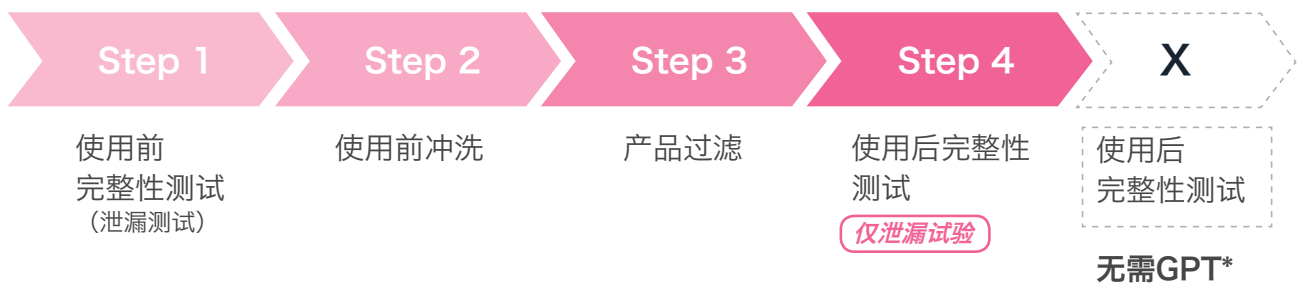 Step 1
Step 2
Step 3
Step 4
X
使用前
完整性测试
（泄漏测试）
使用前冲洗
产品过滤
使用后完整性
测试
仅泄漏试验
使用后
完整性测试
无需GPT*